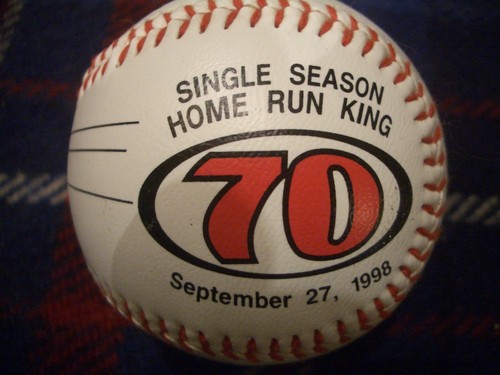 SINGLE SEASON
HOME RUN KING
70
September 27, 1998